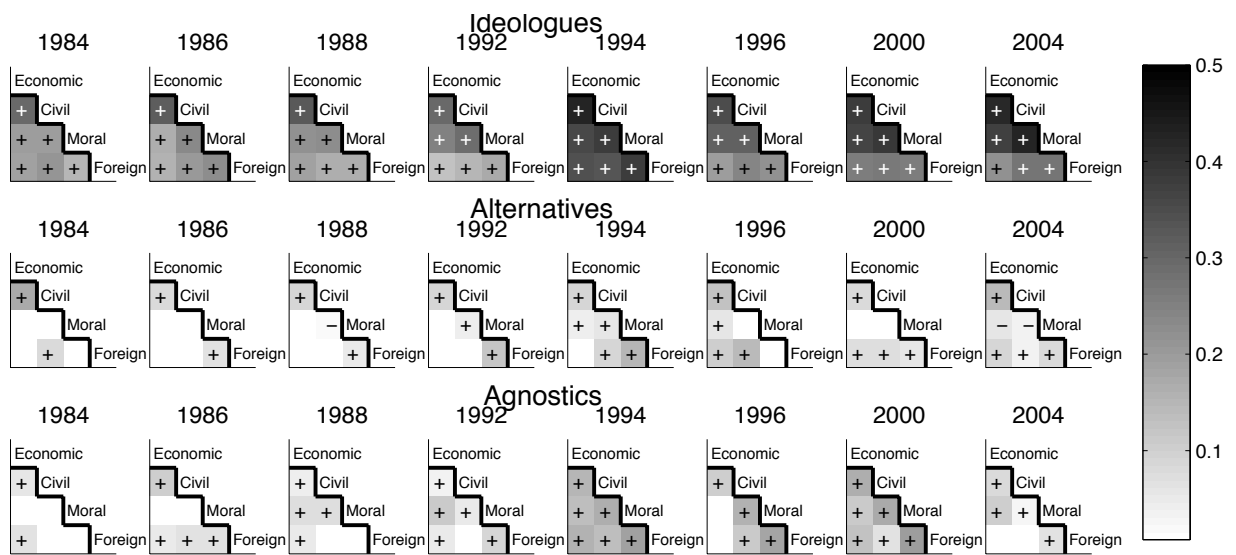 Ideologues
1984 1986 1988 1992 1994 1996 2000 2004
Economic Economic Economic Economic Economic Economic Economic Economic
+ Civil + Civil + Civil + Civil + Civil + Civil + Civil + Civil
+ + Moral + + Moral + + Moral + + Moral + + Moral + + Moral + + Moral + + Moral
+ + + Foreign + + + Foreign + + + Foreign + + + Foreign + + + Foreign + + + Foreign + + + Foreign + + + Foreign
Alternatives
1984 1986 1988 1992 1994 1996 2000 2004
Economic Economic Economic Economic Economic Economic Economic Economic
+ Civil + Civil + Civil + Civil + Civil + Civil + Civil + Civil
Moral Moral − Moral + Moral + + Moral + Moral Moral − − Moral
+ Foreign + Foreign + Foreign + Foreign + + Foreign + + Foreign + + + Foreign + + + Foreign
Agnostics
1984 1986 1988 1992 1994 1996 2000 2004
Economic Economic Economic Economic Economic Economic Economic Economic
+ Civil + Civil + Civil + Civil + Civil + Civil + Civil + Civil
Moral Moral + + Moral + + Moral + + Moral + Moral + + Moral + + Moral
+ Foreign + + + Foreign + Foreign + + Foreign + + + Foreign + + Foreign + + + Foreign + Foreign
0.5
0.4
0.3
0.2
0.1